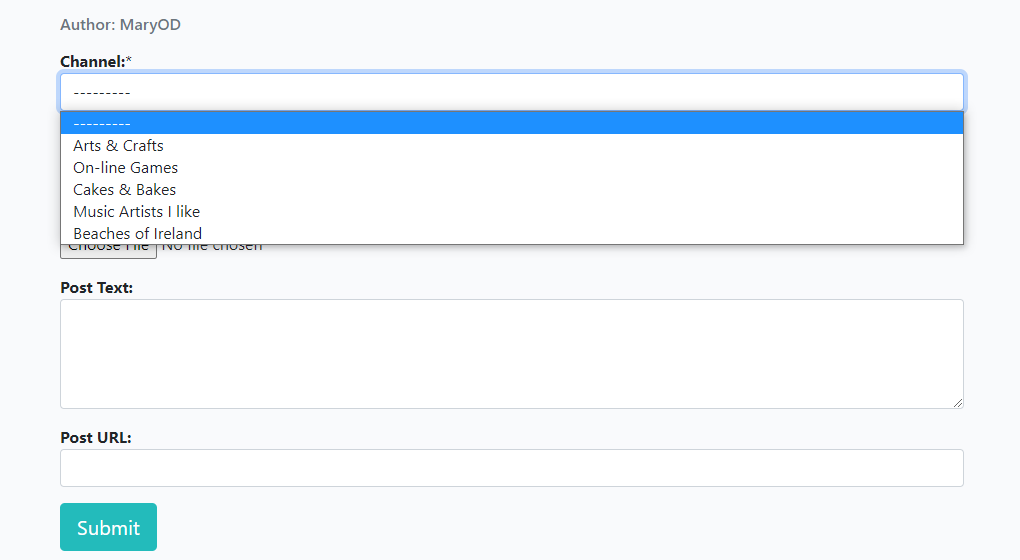 Author: MaryOD
Channel:*
---------
---------
Arts & Crafts
On-line Games
Cakes & Bakes
Music Artists I like
Beaches of Ireland
Choose File No file chosen
Post Text:
Post URL:
Submit